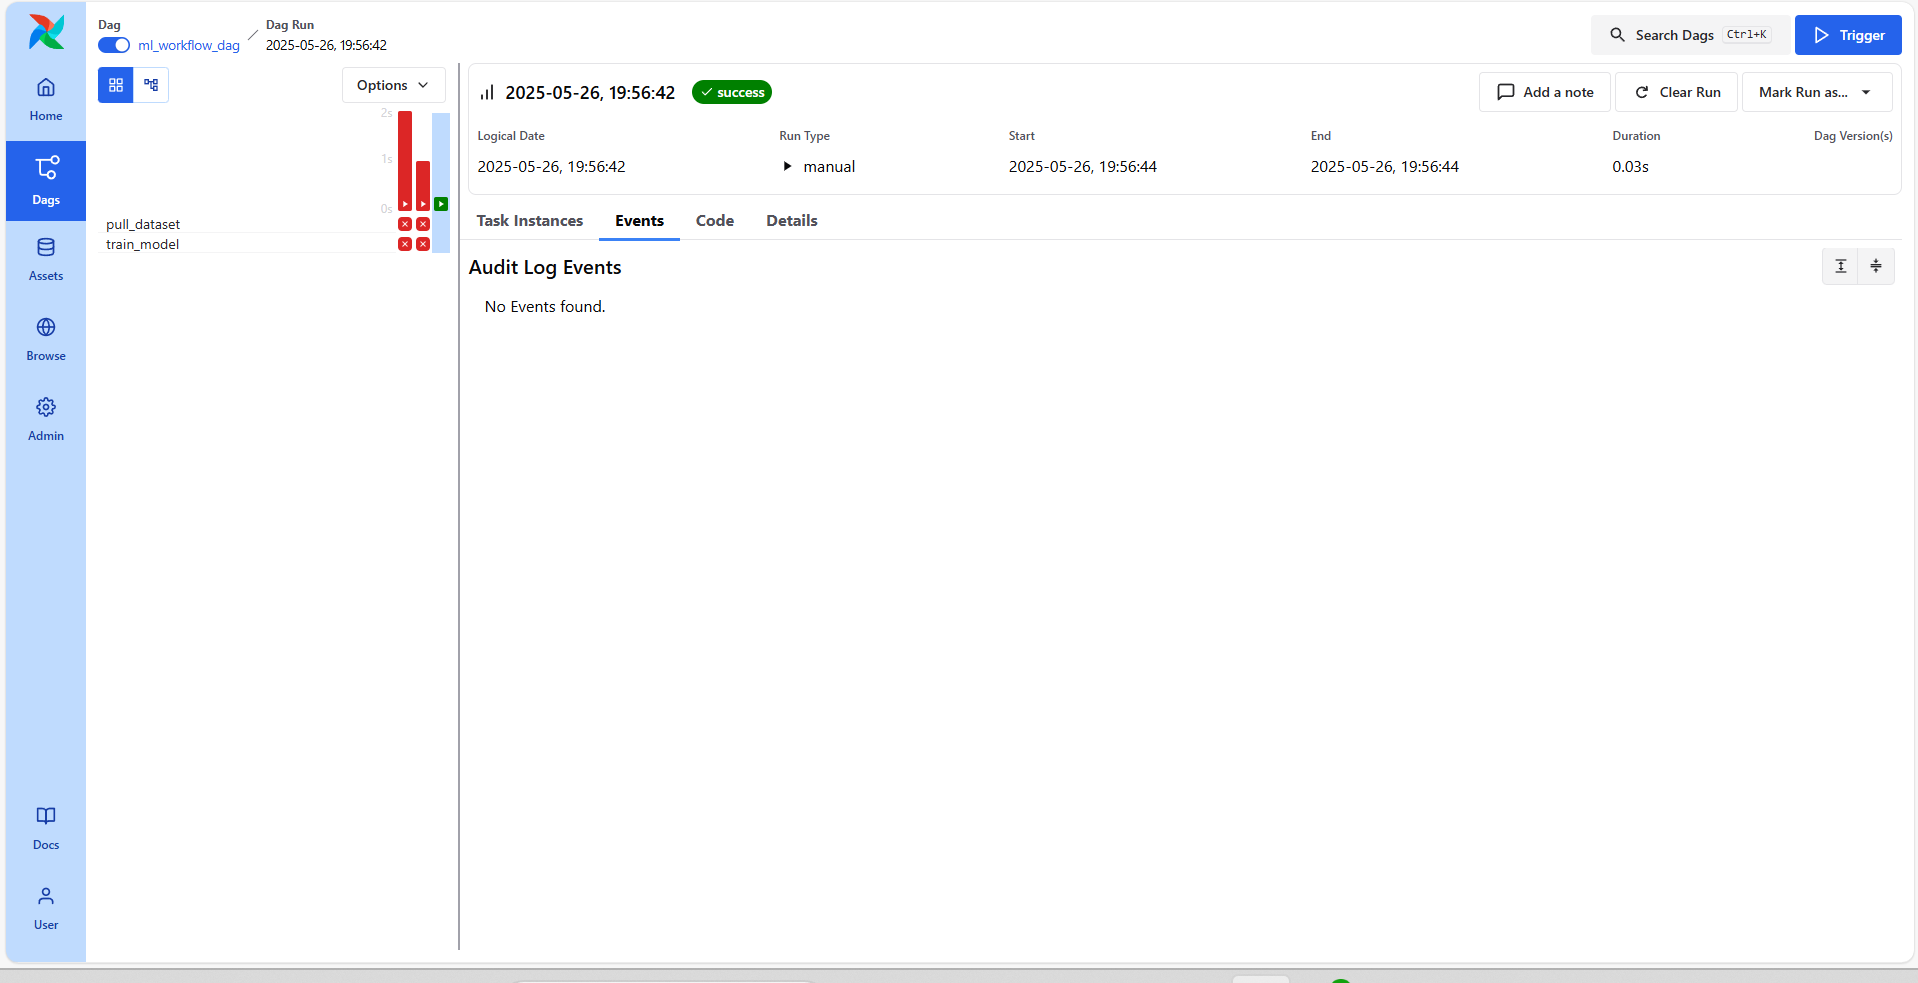 Dag
ml_workflow_dag
Dag Run
2025-05-26, 19:56:42
Search Dags Ctrl+K
Trigger
Home
Dags
Assets
Browse
Admin
Docs
User
Options
2s
1s
0s
pull_dataset
train_model
2025-05-26, 19:56:42 success
Add a note
Clear Run
Mark Run as...
Logical Date Run Type Start End Duration Dag Version(s)
2025-05-26, 19:56:42 manual 2025-05-26, 19:56:44 2025-05-26, 19:56:44 0.03s
Task Instances Events Code Details
Audit Log Events
No Events found.